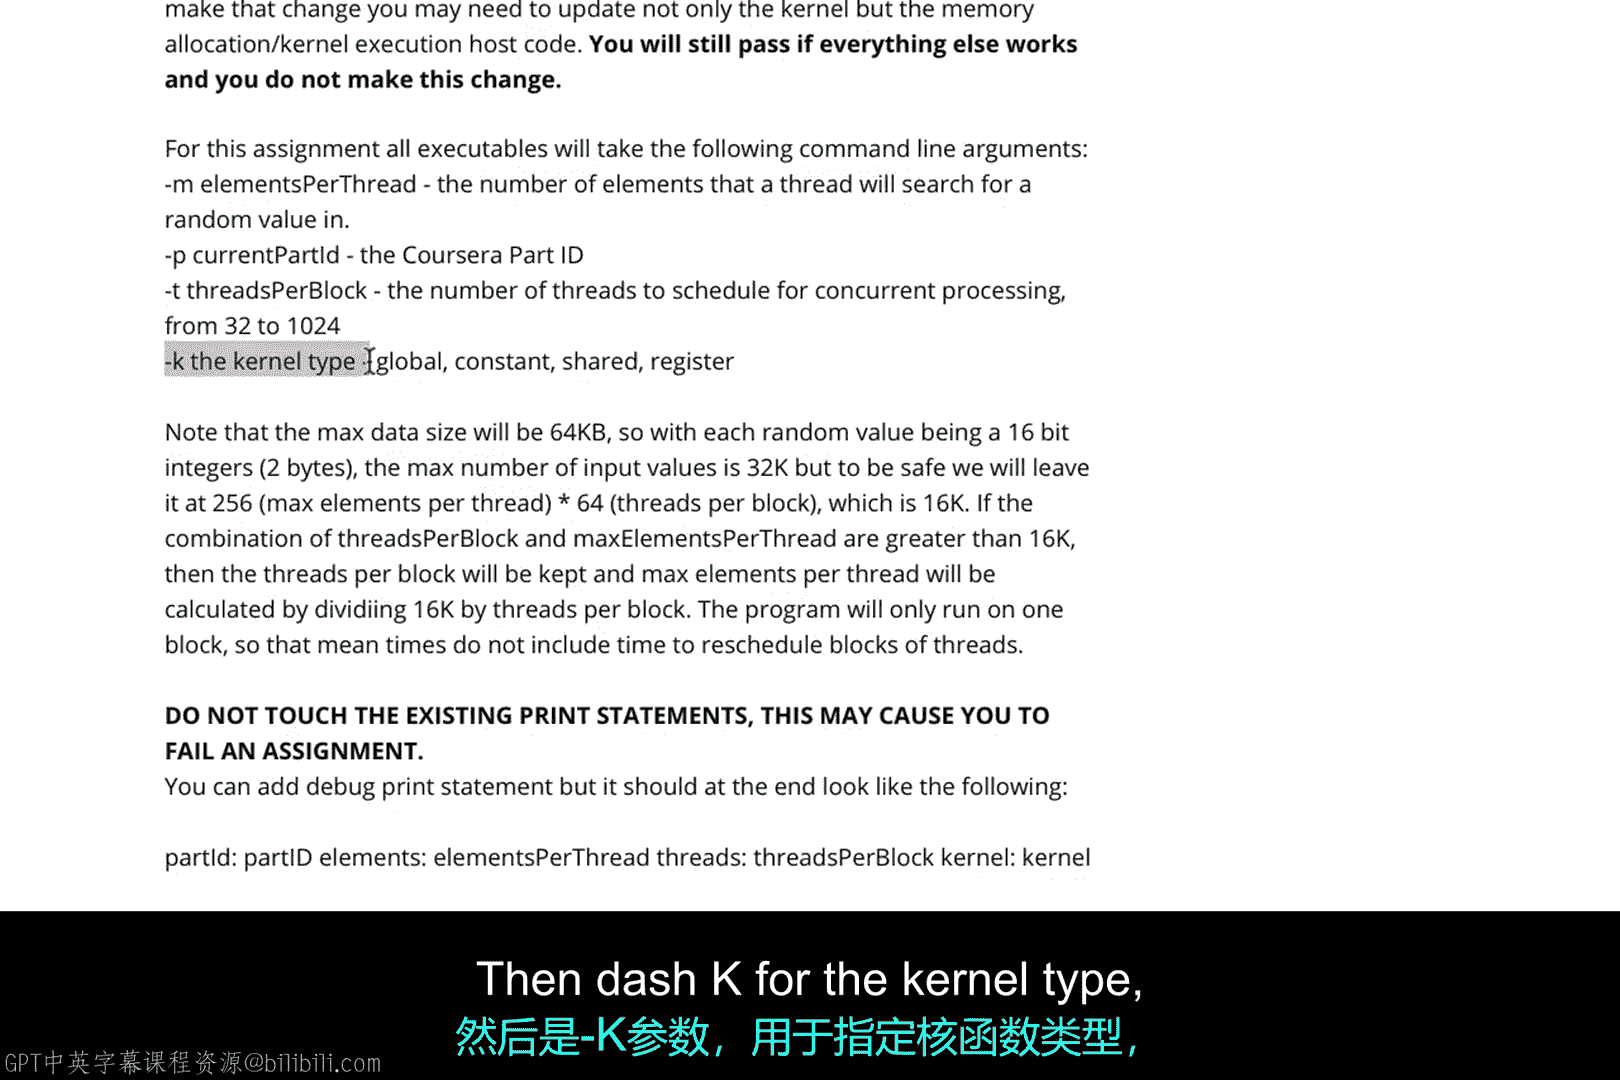 make that change you may need to update not only the kernel but the memory
allocation/kernel execution host code. You will still pass if everything else works
and you do not make this change.
For this assignment all executables will take the following command line arguments:
-m elementsPerThread - the number of elements that a thread will search for a
random value in.
-p currentPartId - the Coursera Part ID
-t threadsPerBlock - the number of threads to schedule for concurrent processing,
from 32 to 1024
-k the kernel type - global, constant, shared, register
Note that the max data size will be 64KB, so with each random value being a 16 bit
integers (2 bytes), the max number of input values is 32K but to be safe we will leave
it at 256 (max elements per thread) * 64 (threads per block), which is 16K. If the
combination of threadsPerBlock and maxElementsPerThread are greater than 16K,
then the threads per block will be kept and max elements per thread will be
calculated by dividiing 16K by threads per block. The program will only run on one
block, so that mean times do not include time to reschedule blocks of threads.
DO NOT TOUCH THE EXISTING PRINT STATEMENTS, THIS MAY CAUSE YOU TO
FAIL AN ASSIGNMENT.
You can add debug print statement but it should at the end look like the following:
partId: partID elements: elementsPerThread threads: threadsPerBlock kernel: kernel
Then dash K for the kernel type,
然后是-K参数，用于指定核函数类型，
GPT中英字幕课程资源@bilibili.com